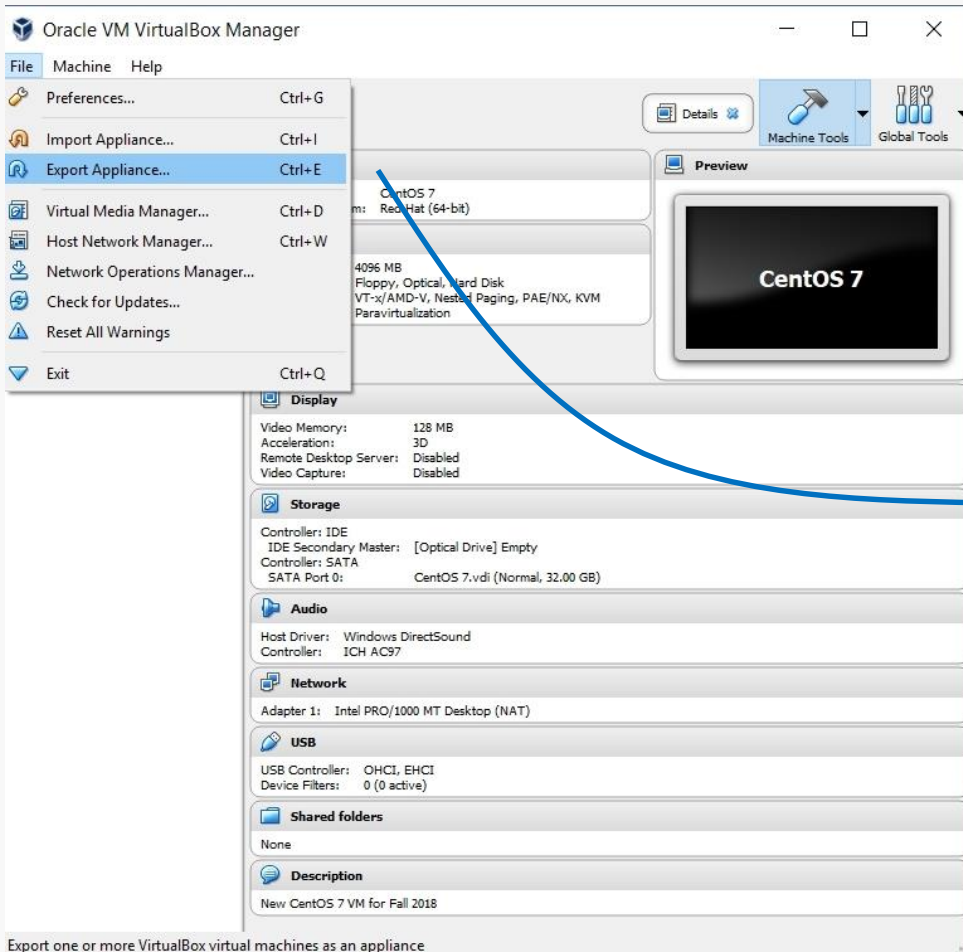 Oracle VM VirtualBox Manager
File Machine Help
Preferences... Ctrl+G
Import Appliance... Ctrl+I
Export Appliance... Ctrl+E
Virtual Media Manager... Ctrl+D
Host Network Manager... Ctrl+W
Network Operations Manager...
Check for Updates...
Reset All Warnings
Exit Ctrl+Q
Details
Machine Tools
Global Tools
CentOS 7
m: Red Hat (64-bit)
4096 MB
Floppy, Optical, Hard Disk
VT-x/AMD-V, Nested Paging, PAE/NX, KVM
Paravirtualization
Preview
CentOS 7
Display
Video Memory: 128 MB
Acceleration: 3D
Remote Desktop Server: Disabled
Video Capture: Disabled
Storage
Controller: IDE
IDE Secondary Master: [Optical Drive] Empty
Controller: SATA
SATA Port 0: CentOS 7.vdi (Normal, 32.00 GB)
Audio
Host Driver: Windows DirectSound
Controller: ICH AC97
Network
Adapter 1: Intel PRO/1000 MT Desktop (NAT)
USB
USB Controller: OHCI, EHCI
Device Filters: 0 (0 active)
Shared folders
None
Description
New CentOS 7 VM for Fall 2018
Export one or more VirtualBox virtual machines as an appliance